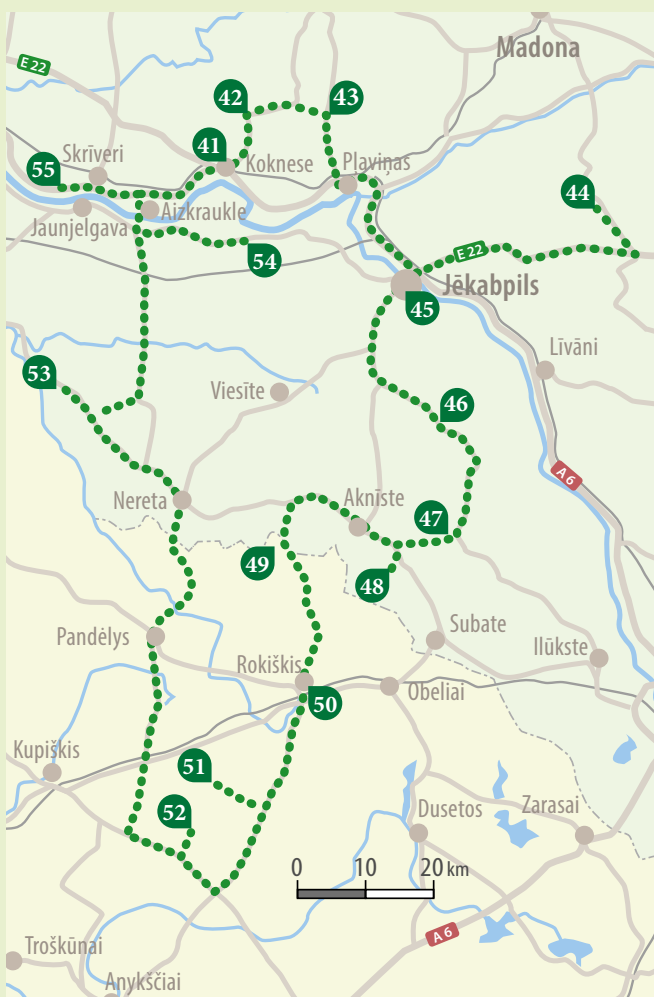 Madona
E 22
42
43
41
Koknese
Pļaviņas
Skrīveri
55
44
Jaunjelgava
Aizkraukle
54
E 22
Jēkabpils
45
53
Līvāni
Viesīte
46
A 6
Nereta
Aknīste
47
49
48
Pandėlys
Subate
Ilūkste
Rokiškis
50
Obeliai
Kupiškis
51
52
Dusetos
Zarasai
0 10 20 km
A 6
Troškūnai
Anykščiai